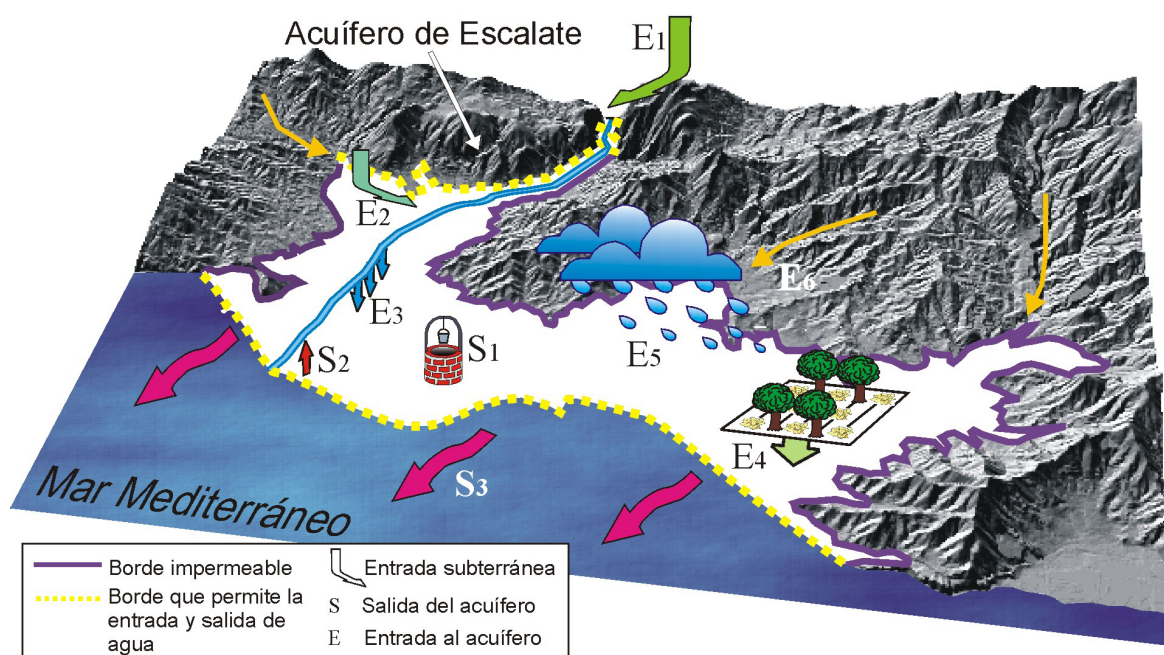 Acuífero de Escalate
E1
E2
E3
E6
S1
E5
S2
E4
S3
Mar Mediterráneo
Borde impermeable
Borde que permite la
entrada y salida de
agua
Entrada subterránea
S Salida del acuífero
E Entrada al acuífero